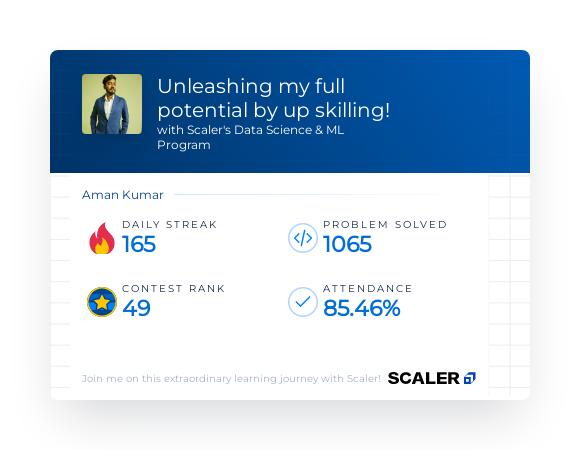 Unleashing my full
potential by up skilling!
with Scaler's Data Science & ML
Program
Aman Kumar
DAILY STREAK
165
PROBLEM SOLVED
1065
CONTEST RANK
49
ATTENDANCE
85.46%
Join me on this extraordinary learning journey with Scaler!
SCALER